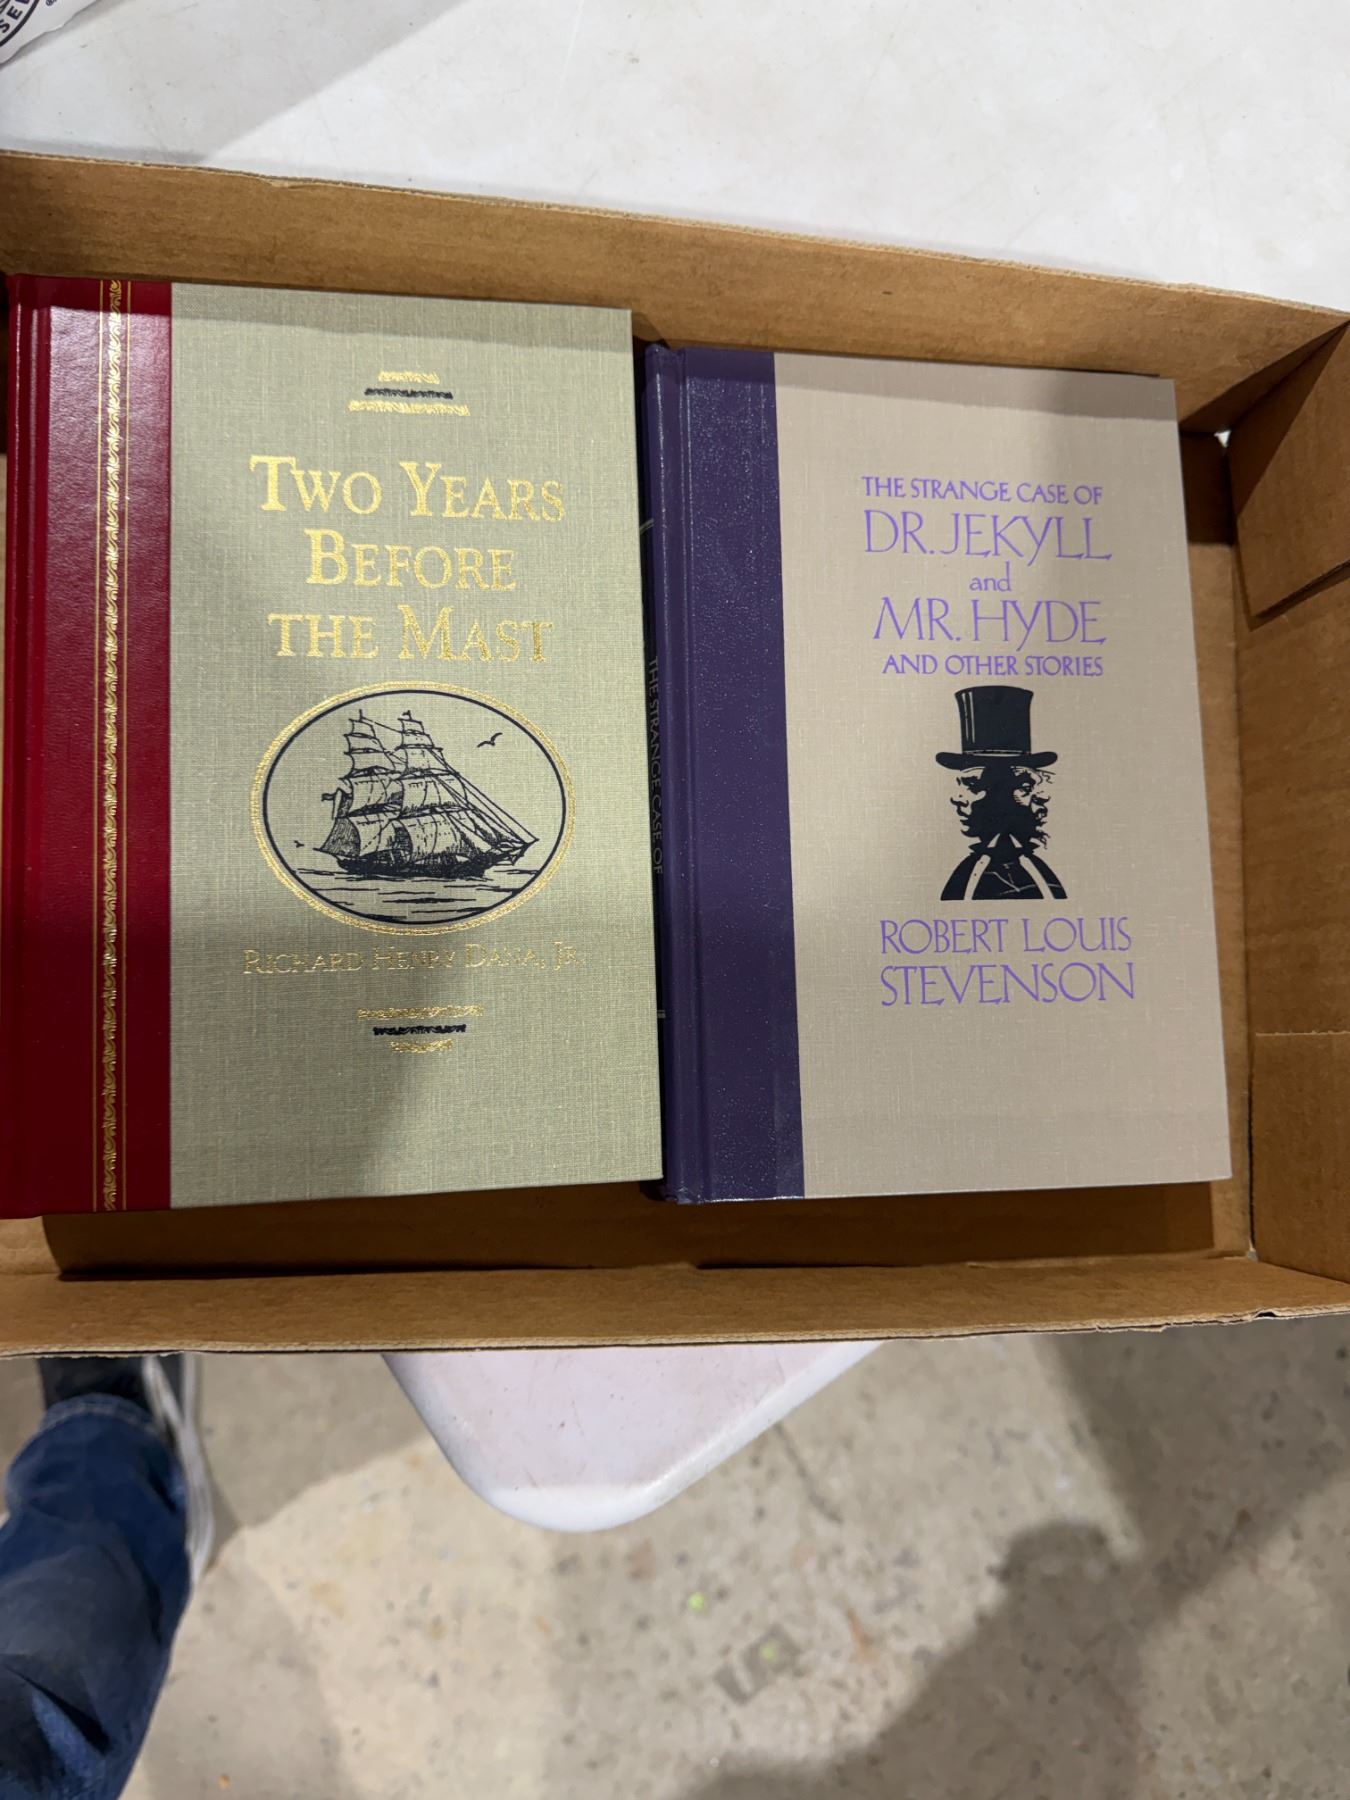 TWO YEARS
BEFORE
THE MAST
RICHARD HENRY DANA, JR.
THE STRANGE CASE OF
THE STRANGE CASE OF
DR. JEKYLL
and
MR. HYDE
AND OTHER STORIES
ROBERT LOUIS
STEVENSON